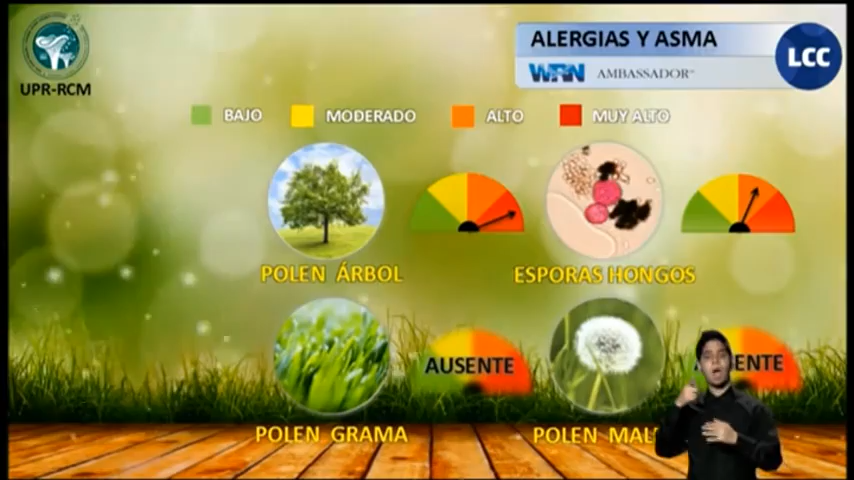 UPR-RCM
ALERGIAS Y ASMA
WRN AMBASSADOR
LCC
BAJO MODERADO ALTO MUY ALTO
POLEN ÁRBOL ESPORAS HONGOS
AUSENTE
POLEN GRAMA POLEN